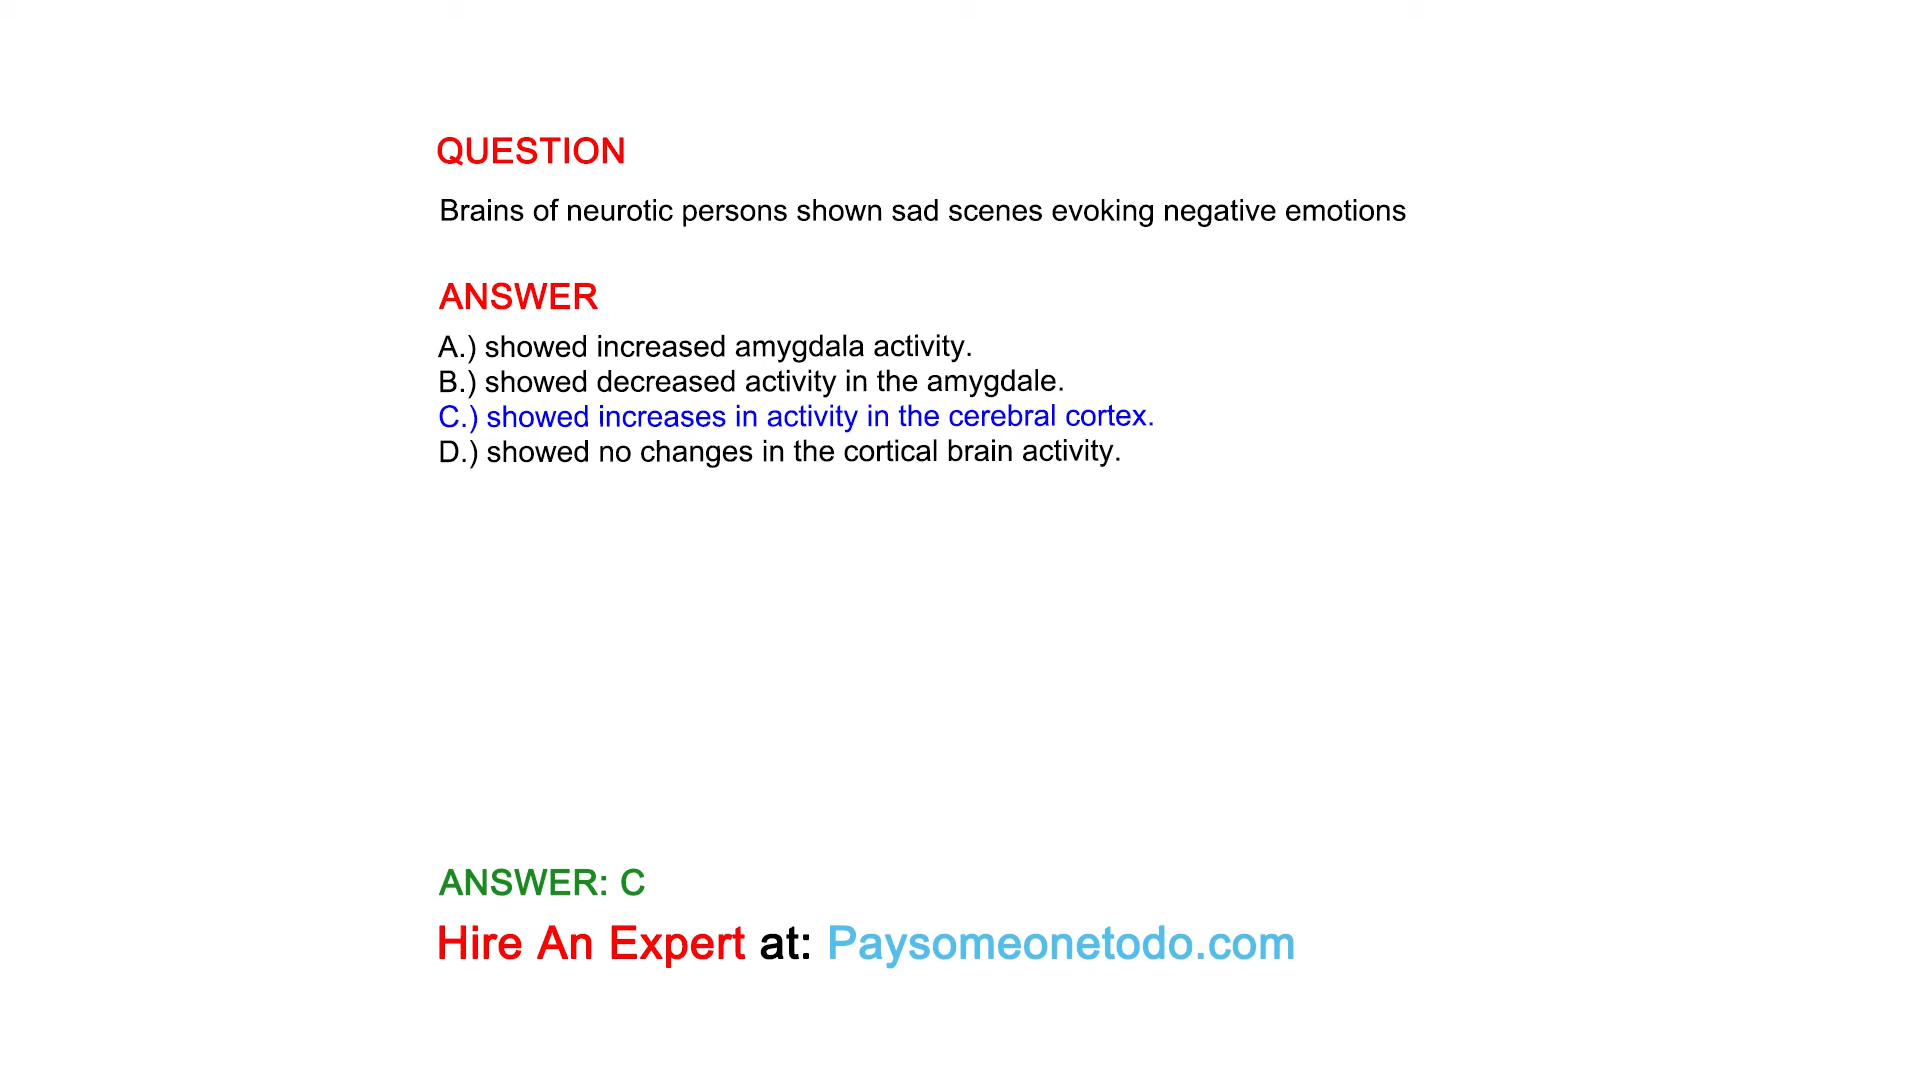 QUESTION
Brains of neurotic persons shown sad scenes evoking negative emotions
ANSWER
A.) showed increased amygdala activity.
B.) showed decreased activity in the amygdale.
C.) showed increases in activity in the cerebral cortex.
D.) showed no changes in the cortical brain activity.
ANSWER: C
Hire An Expert at: Paysomeonetodo.com